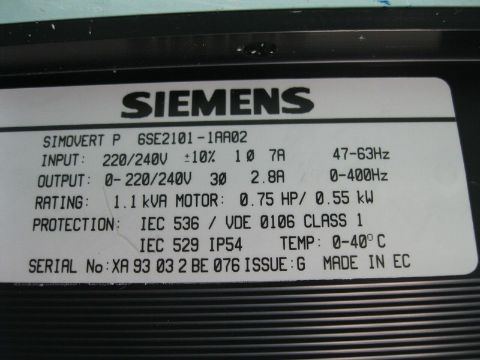 SIEMENS
SIMOVERT P 6SE2101-1AA02
INPUT: 220/240V ±10% 1Ø 7A 47-63Hz
OUTPUT: 0-220/240V 3Ø 2.8A 0-400Hz
RATING: 1.1 kVA MOTOR: 0.75 HP/ 0.55 kW
PROTECTION: IEC 536 / VDE 0106 CLASS 1
IEC 529 IP54 TEMP: 0-40°C
SERIAL No: XA 93 03 2 BE 076 ISSUE: G MADE IN EC